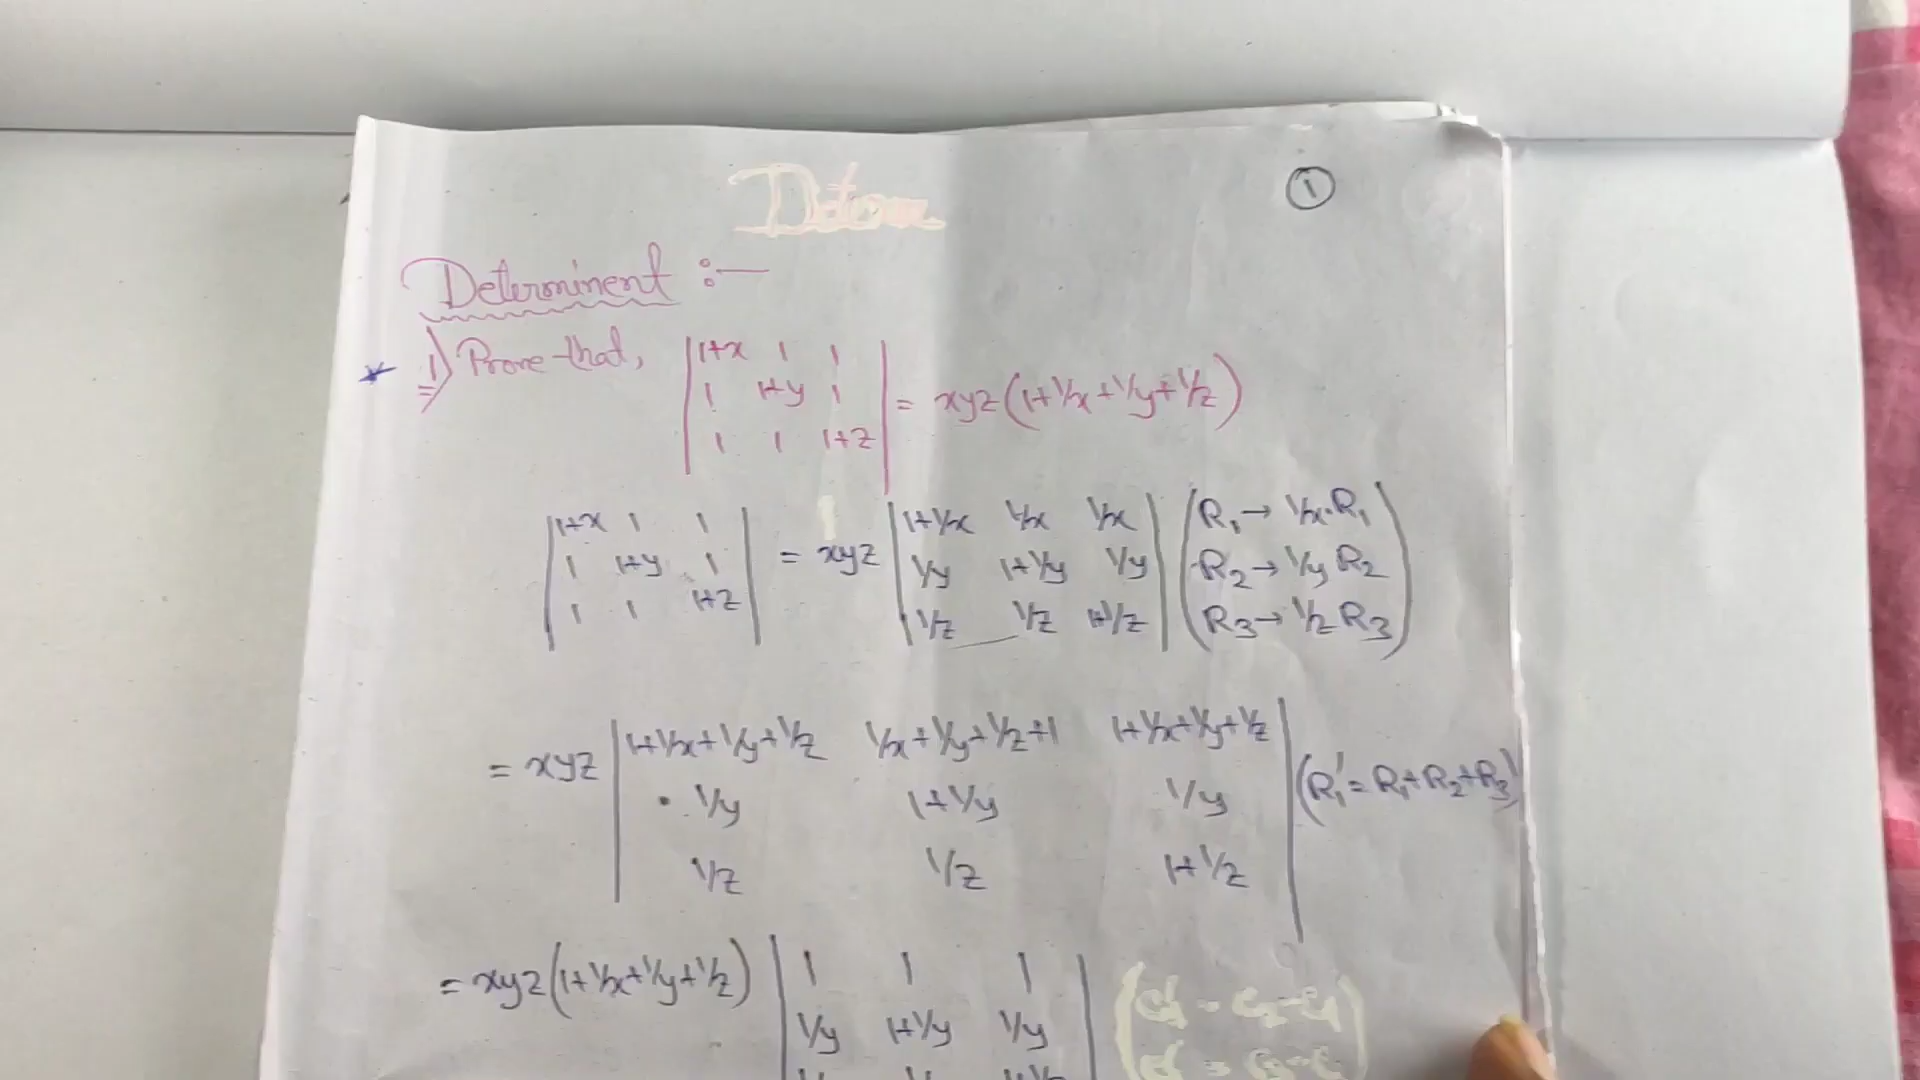 Determ
①
Determinent :—
* 1) Prove that, |1+x 1 1| = xyz(1+1/x+1/y+1/z)
|1 1+y 1|
|1 1 1+z|
|1+x 1 1| = xyz |1+1/x 1/x 1/x| (R₁→ 1/x·R₁)
|1 1+y 1| |1/y 1+1/y 1/y| (R₂→ 1/y R₂)
|1 1 1+z| |1/z 1/z 1+1/z| (R₃→ 1/z R₃)
= xyz |1+1/x+1/y+1/z 1/x+1/y+1/z+1 1+1/x+1/y+1/z| (R₁'= R₁+R₂+R₃)
|1/y 1+1/y 1/y|
|1/z 1/z 1+1/z|
= xyz(1+1/x+1/y+1/z) |1 1 1|
|1/y 1+1/y 1/y|